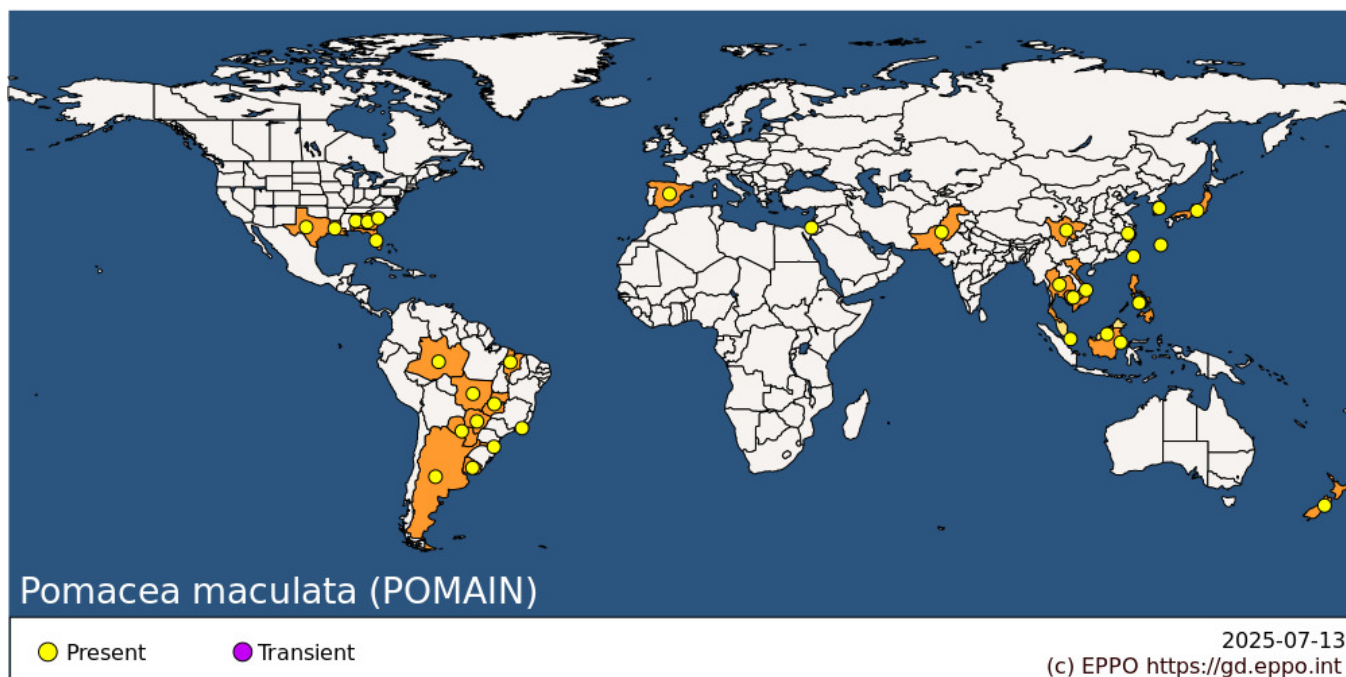 Pomacea maculata (POMAIN)
Present
Transient
2025-07-13
(c) EPPO https://gd.eppo.int